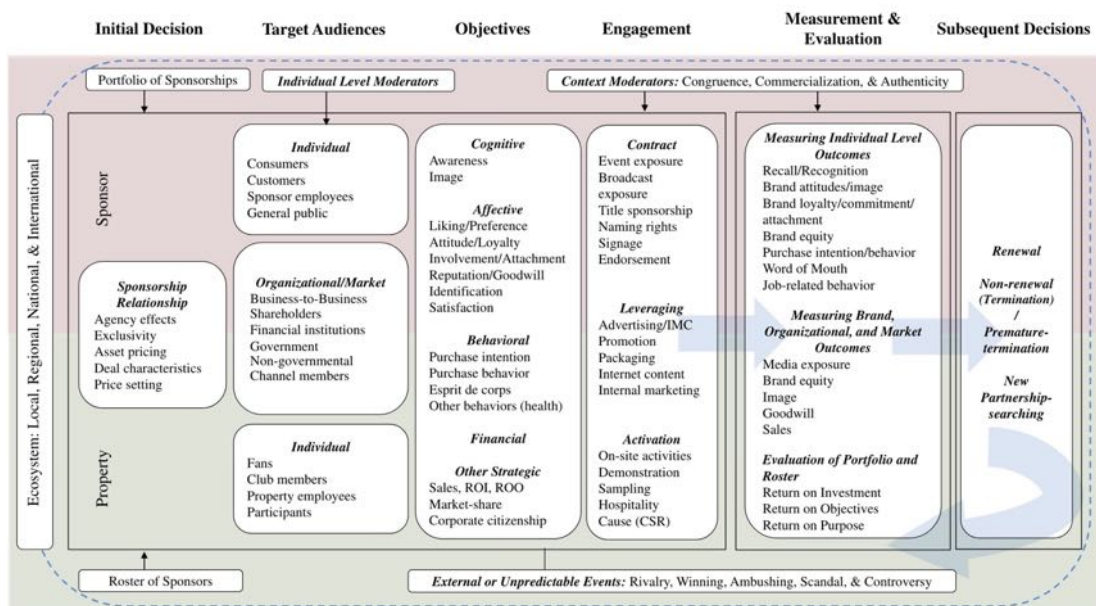 Initial Decision
Target Audiences
Objectives
Engagement
Measurement &
Evaluation
Subsequent Decisions
Portfolio of Sponsorships
Individual Level Moderators
Context Moderators: Congruence, Commercialization, & Authenticity
Ecosystem: Local, Regional, National, & International
Sponsor
Property
Sponsorship
Relationship
Agency effects
Exclusivity
Asset pricing
Deal characteristics
Price setting
Individual
Consumers
Customers
Sponsor employees
General public
Organizational/Market
Business-to-Business
Shareholders
Financial institutions
Government
Non-governmental
Channel members
Individual
Fans
Club members
Property employees
Participants
Cognitive
Awareness
Image
Affective
Liking/Preference
Attitude/Loyalty
Involvement/Attachment
Reputation/Goodwill
Identification
Satisfaction
Behavioral
Purchase intention
Purchase behavior
Esprit de corps
Other behaviors (health)
Financial
Other Strategic
Sales, ROI, ROO
Market-share
Corporate citizenship
Contract
Event exposure
Broadcast
exposure
Title sponsorship
Naming rights
Signage
Endorsement
Leveraging
Advertising/IMC
Promotion
Packaging
Internet content
Internal marketing
Activation
On-site activities
Demonstration
Sampling
Hospitality
Cause (CSR)
Measuring Individual Level
Outcomes
Recall/Recognition
Brand attitudes/image
Brand loyalty/commitment/
attachment
Brand equity
Purchase intention/behavior
Word of Mouth
Job-related behavior
Measuring Brand,
Organizational, and Market
Outcomes
Media exposure
Brand equity
Image
Goodwill
Sales
Evaluation of Portfolio and
Roster
Return on Investment
Return on Objectives
Return on Purpose
Renewal
Non-renewal
(Termination)
/
Premature-
termination
New
Partnership-
searching
Roster of Sponsors
External or Unpredictable Events: Rivalry, Winning, Ambushing, Scandal, & Controversy